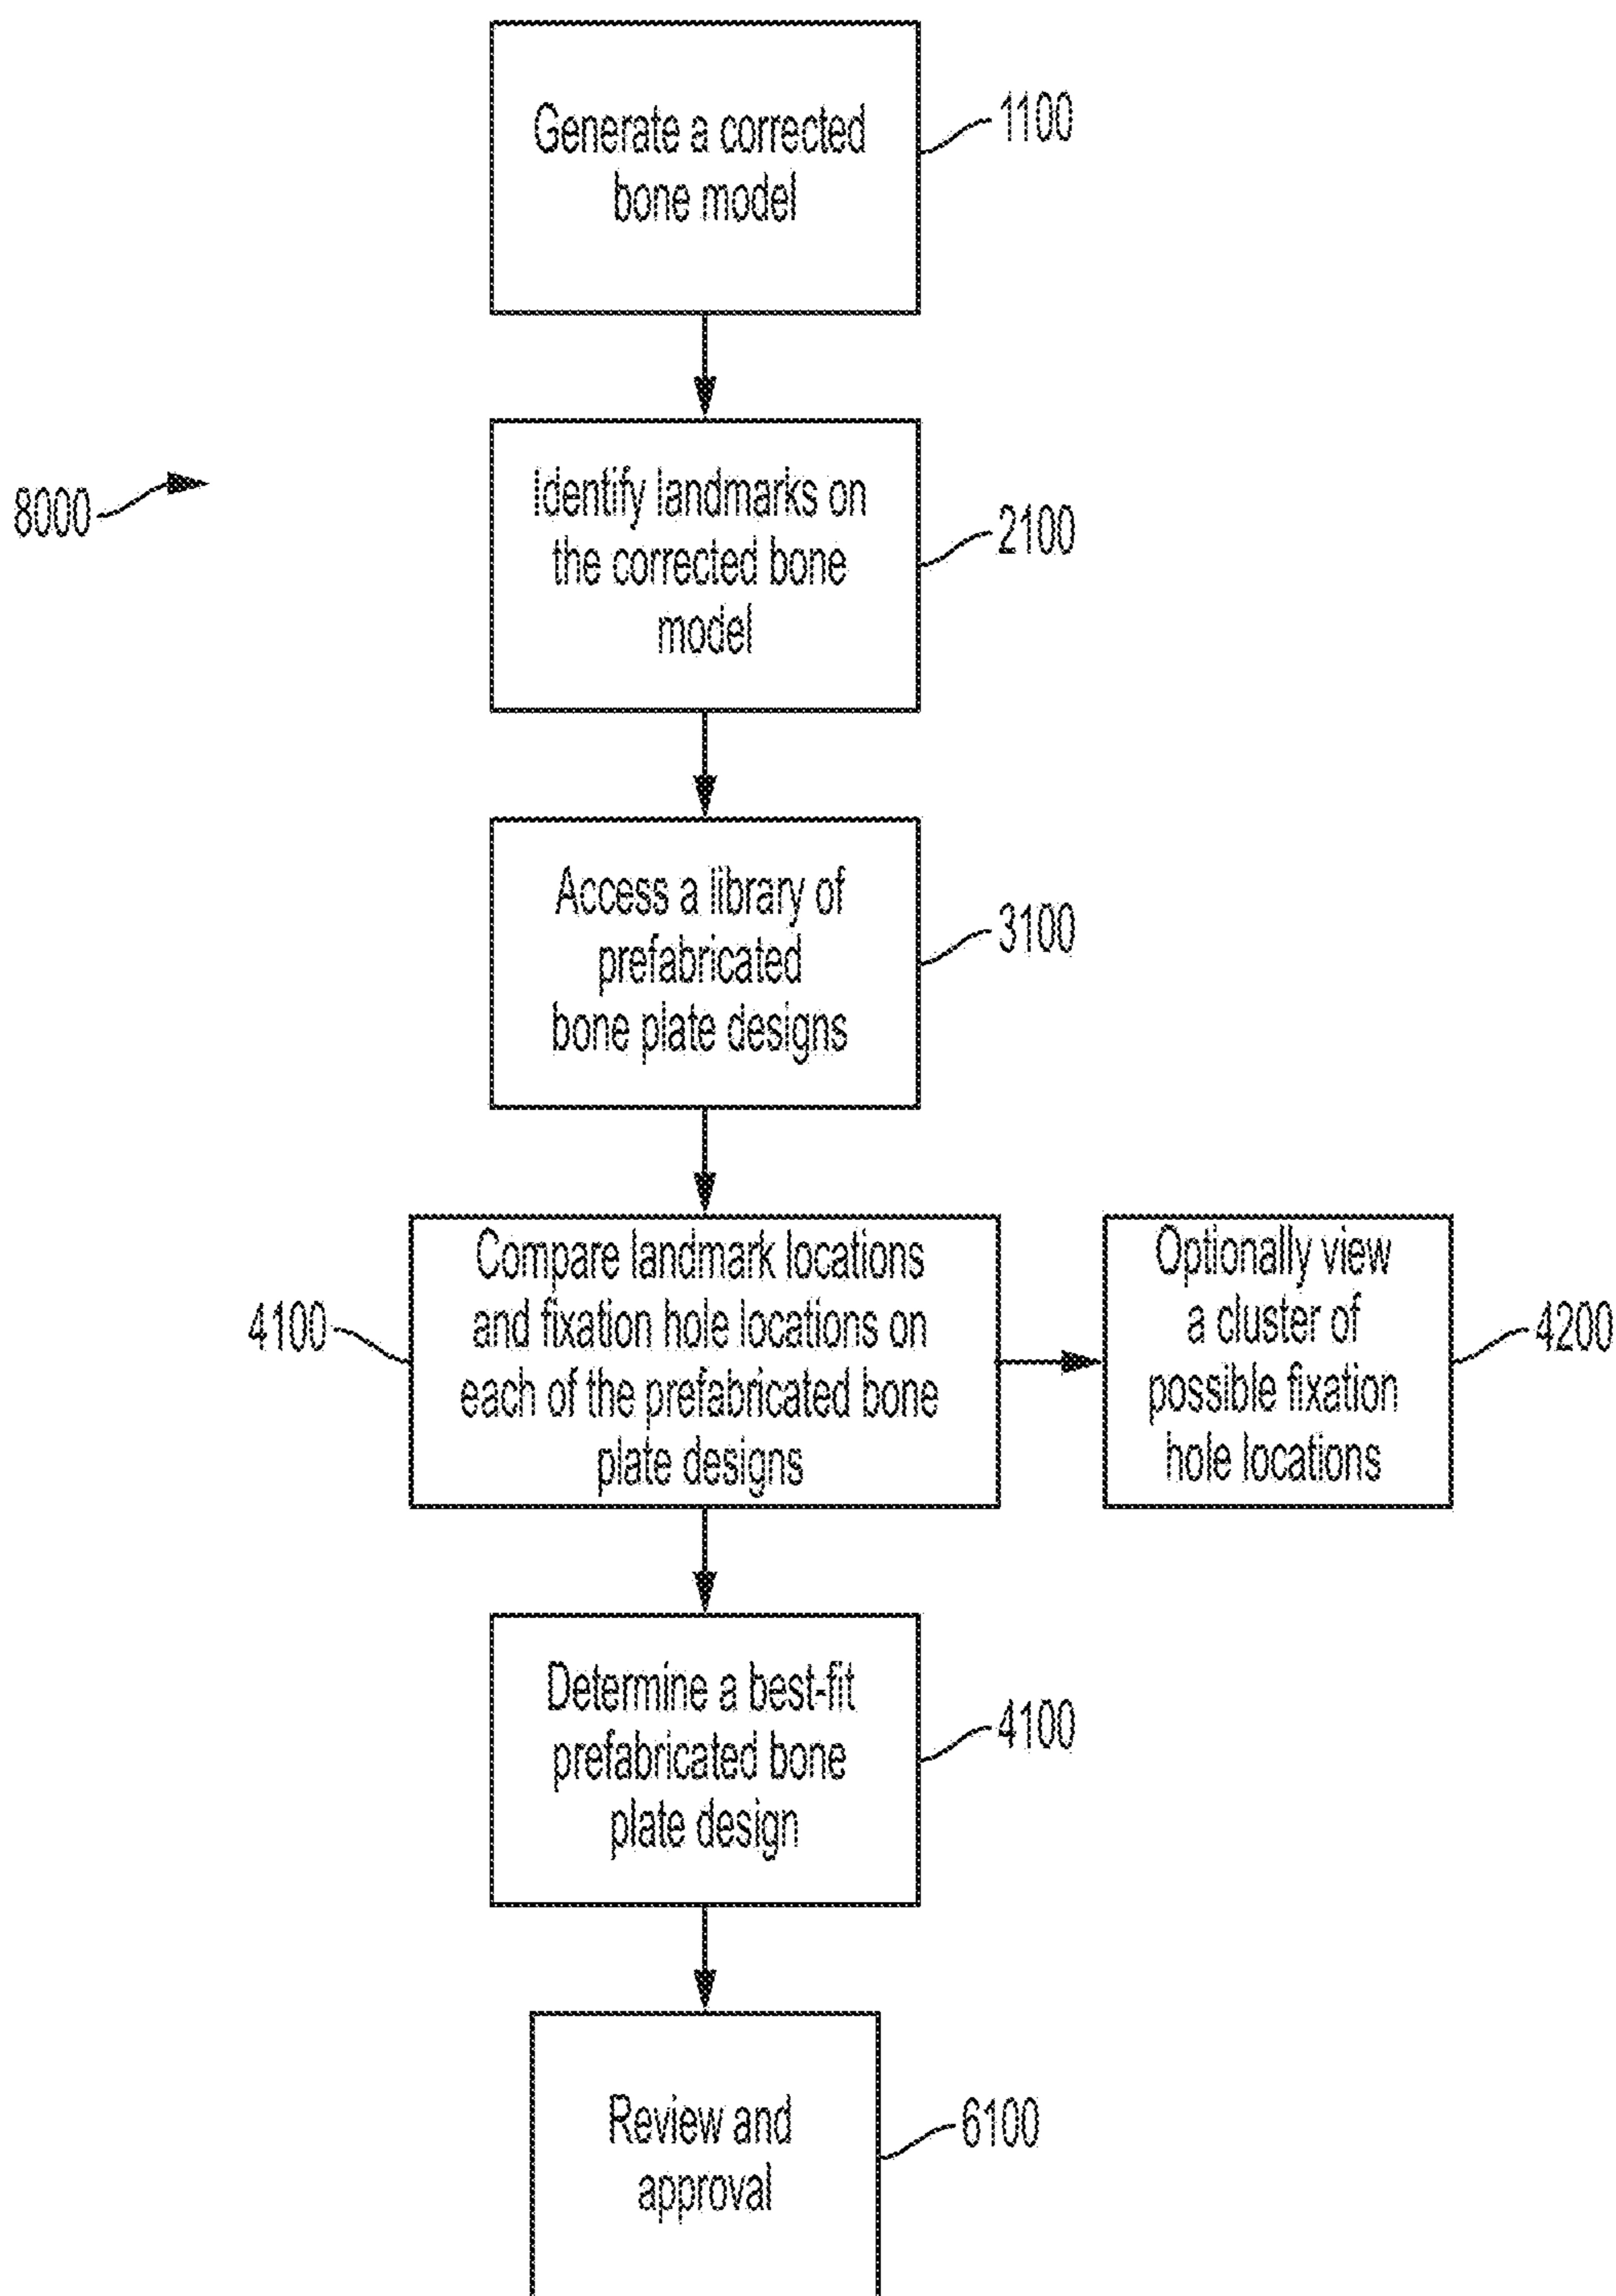 Generate a corrected
bone model
1100
8000
Identify landmarks on
the corrected bone
model
2100
Access a library of
prefabricated
bone plate designs
3100
4100
Compare landmark locations
and fixation hole locations on
each of the prefabricated bone
plate designs
Optionally view
a cluster of
possible fixation
hole locations
4200
Determine a best-fit
prefabricated bone
plate design
4100
Review and
approval
6100